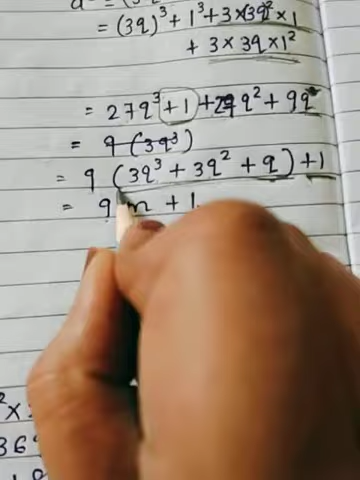 = (3q)³ + 1³ + 3×(3q)²×1
+ 3×3q×1²
= 27q³ + 1 + 27q² + 9q
= 9(3q³)
= 9(3q³ + 3q² + q) + 1
= 9m + 1